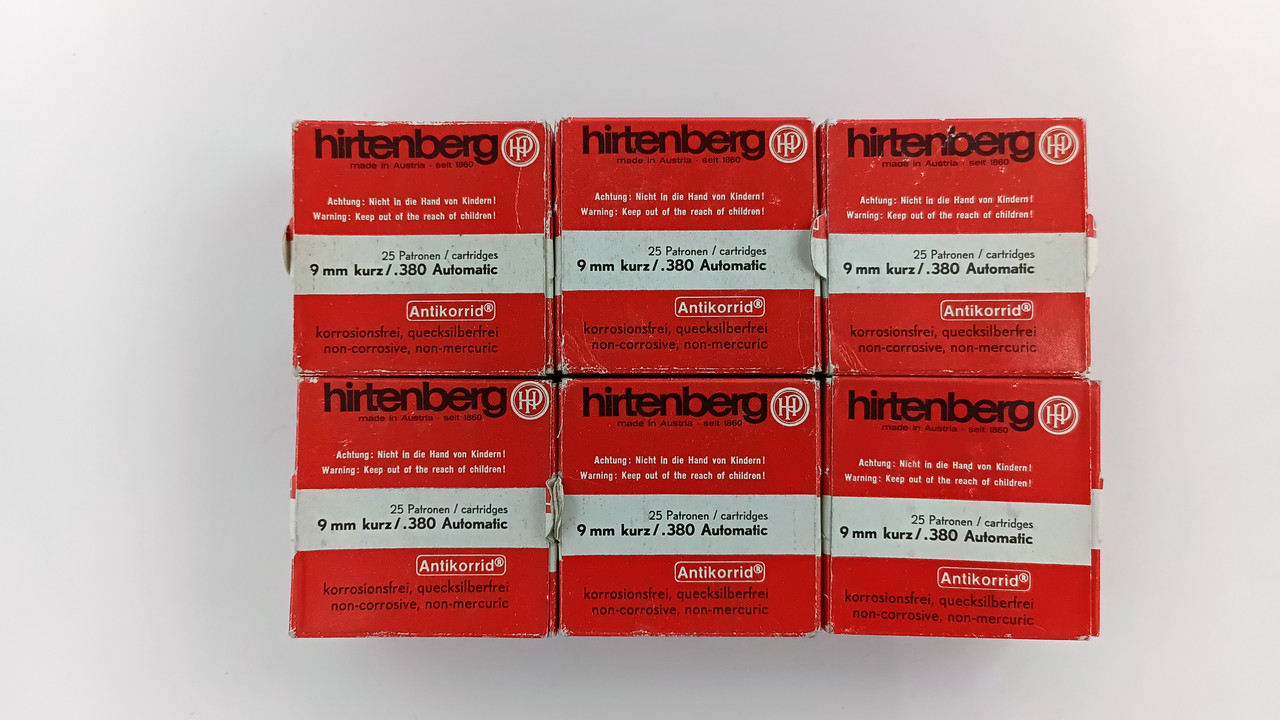 hirtenberg HP
made in Austria - seit 1860
Achtung: Nicht in die Hand von Kindern!
Warning: Keep out of the reach of children!
25 Patronen / cartridges
9 mm kurz/.380 Automatic
Antikorrid®
korrosionsfrei, quecksilberfrei
non-corrosive, non-mercuric
hirtenberg HP
made in Austria - seit 1860
Achtung: Nicht in die Hand von Kindern!
Warning: Keep out of the reach of children!
25 Patronen / cartridges
9 mm kurz/.380 Automatic
Antikorrid®
korrosionsfrei, quecksilberfrei
non-corrosive, non-mercuric
hirtenberg HP
made in Austria - seit 1860
Achtung: Nicht in die Hand von Kindern!
Warning: Keep out of the reach of children!
25 Patronen / cartridges
9 mm kurz/.380 Automatic
Antikorrid®
korrosionsfrei, quecksilberfrei
non-corrosive, non-mercuric
hirtenberg HP
made in Austria - seit 1860
Achtung: Nicht in die Hand von Kindern!
Warning: Keep out of the reach of children!
25 Patronen / cartridges
9 mm kurz/.380 Automatic
Antikorrid®
korrosionsfrei, quecksilberfrei
non-corrosive, non-mercuric
hirtenberg HP
made in Austria - seit 1860
Achtung: Nicht in die Hand von Kindern!
Warning: Keep out of the reach of children!
25 Patronen / cartridges
9 mm kurz/.380 Automatic
Antikorrid®
korrosionsfrei, quecksilberfrei
non-corrosive, non-mercuric
hirtenberg HP
made in Austria - seit 1860
Achtung: Nicht in die Hand von Kindern!
Warning: Keep out of the reach of children!
25 Patronen / cartridges
9 mm kurz/.380 Automatic
Antikorrid®
korrosionsfrei, quecksilberfrei
non-corrosive, non-mercuric